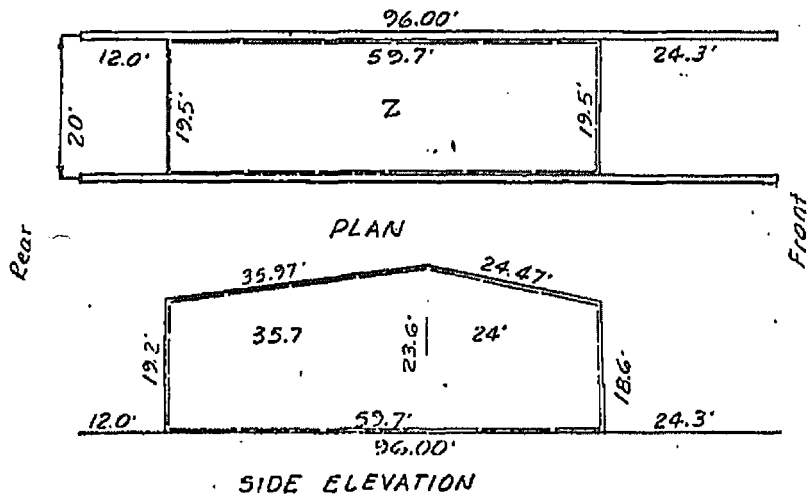 96.00'
12.0' 59.7' 24.3'
20' 19.5' Z 19.5'
PLAN
Rear Front
35.97' 24.47'
19.2' 35.7 23.6' 24' 18.6'
12.0' 59.7' 24.3'
96.00'
SIDE ELEVATION